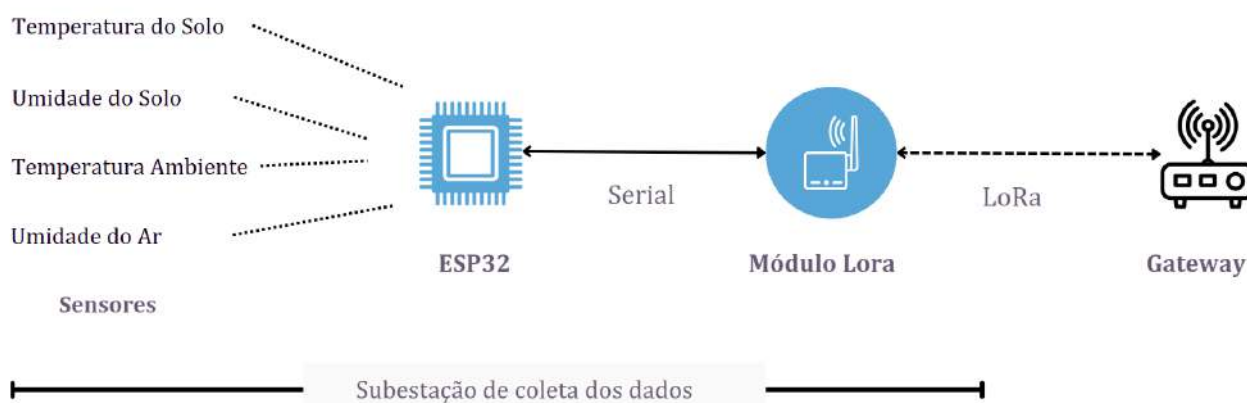 Temperatura do Solo
Umidade do Solo
Temperatura Ambiente
Umidade do Ar
Sensores
ESP32
Serial
Módulo Lora
LoRa
Gateway
Subestação de coleta dos dados